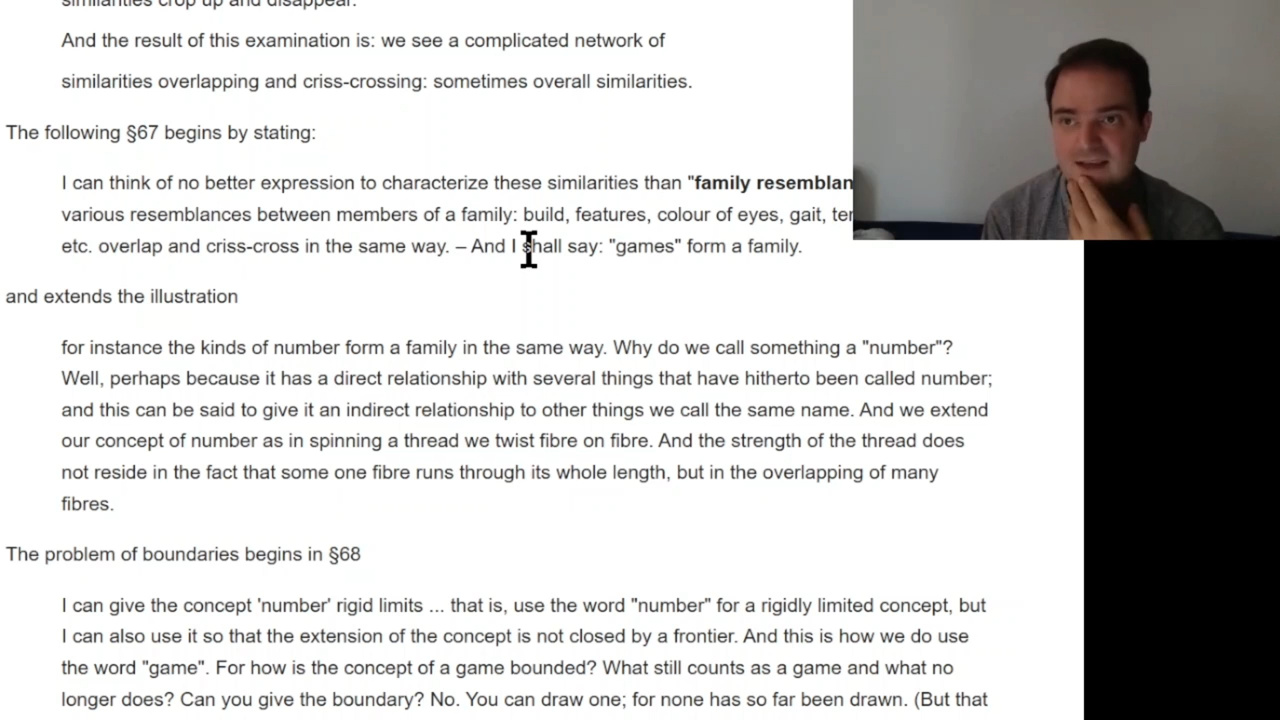 similarities crop up and disappear.
And the result of this examination is: we see a complicated network of
similarities overlapping and criss-crossing: sometimes overall similarities.
The following §67 begins by stating:
I can think of no better expression to characterize these similarities than "family resemblan
various resemblances between members of a family: build, features, colour of eyes, gait, ter
etc. overlap and criss-cross in the same way. – And I shall say: "games" form a family.
and extends the illustration
for instance the kinds of number form a family in the same way. Why do we call something a "number"?
Well, perhaps because it has a direct relationship with several things that have hitherto been called number;
and this can be said to give it an indirect relationship to other things we call the same name. And we extend
our concept of number as in spinning a thread we twist fibre on fibre. And the strength of the thread does
not reside in the fact that some one fibre runs through its whole length, but in the overlapping of many
fibres.
The problem of boundaries begins in §68
I can give the concept 'number' rigid limits ... that is, use the word "number" for a rigidly limited concept, but
I can also use it so that the extension of the concept is not closed by a frontier. And this is how we do use
the word "game". For how is the concept of a game bounded? What still counts as a game and what no
longer does? Can you give the boundary? No. You can draw one; for none has so far been drawn. (But that